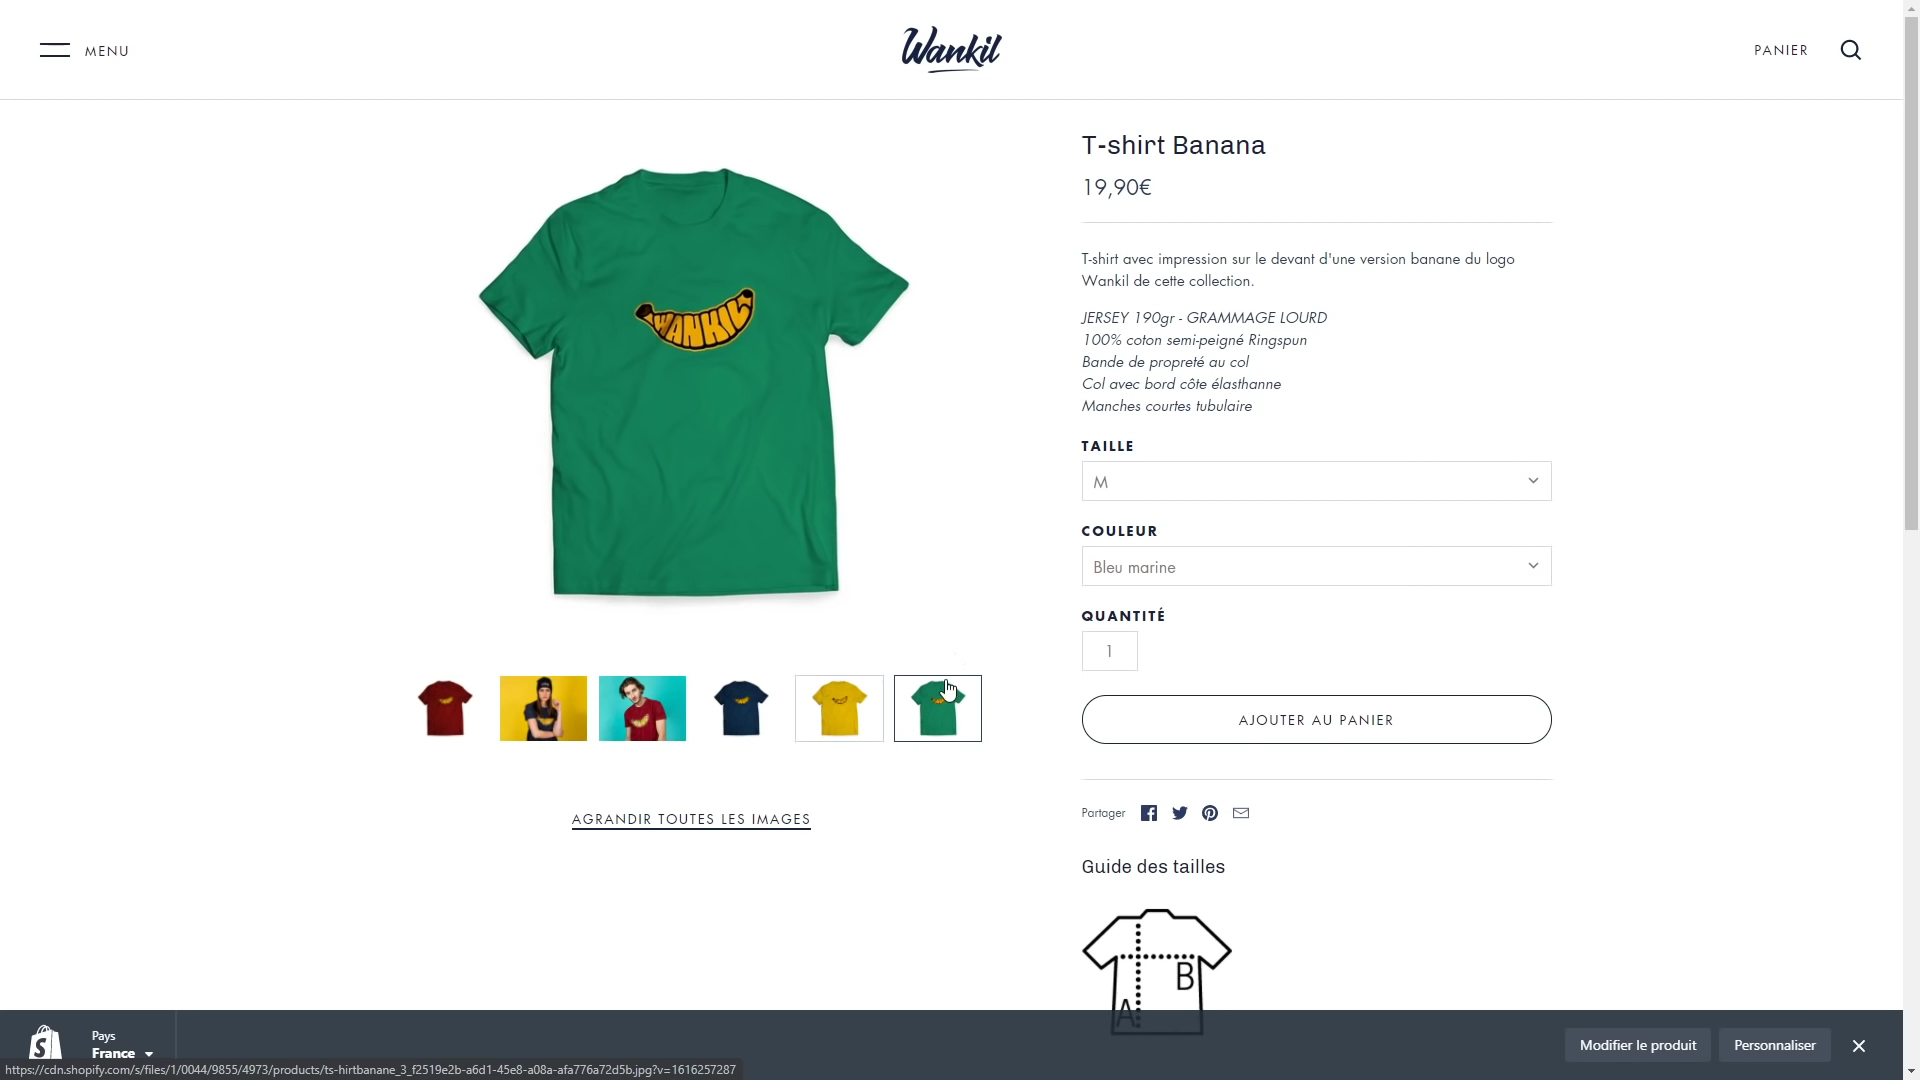 MENU
Wankil
PANIER
T-shirt Banana
19,90€
T-shirt avec impression sur le devant d'une version banane du logo
Wankil de cette collection.
JERSEY 190gr - GRAMMAGE LOURD
100% coton semi-peigné Ringspun
Bande de propreté au col
Col avec bord côte élasthanne
Manches courtes tubulaire
WANKIL
TAILLE
M
COULEUR
Bleu marine
QUANTITÉ
1
AJOUTER AU PANIER
AGRANDIR TOUTES LES IMAGES
Partager
Guide des tailles
B
A
Pays
France
Modifier le produit
Personnaliser
https://cdn.shopify.com/s/files/1/0044/9855/4973/products/ts-hirtbanane_3_f2519e2b-a6d1-45e8-a08a-afa776a72d5b.jpg?v=1616257287